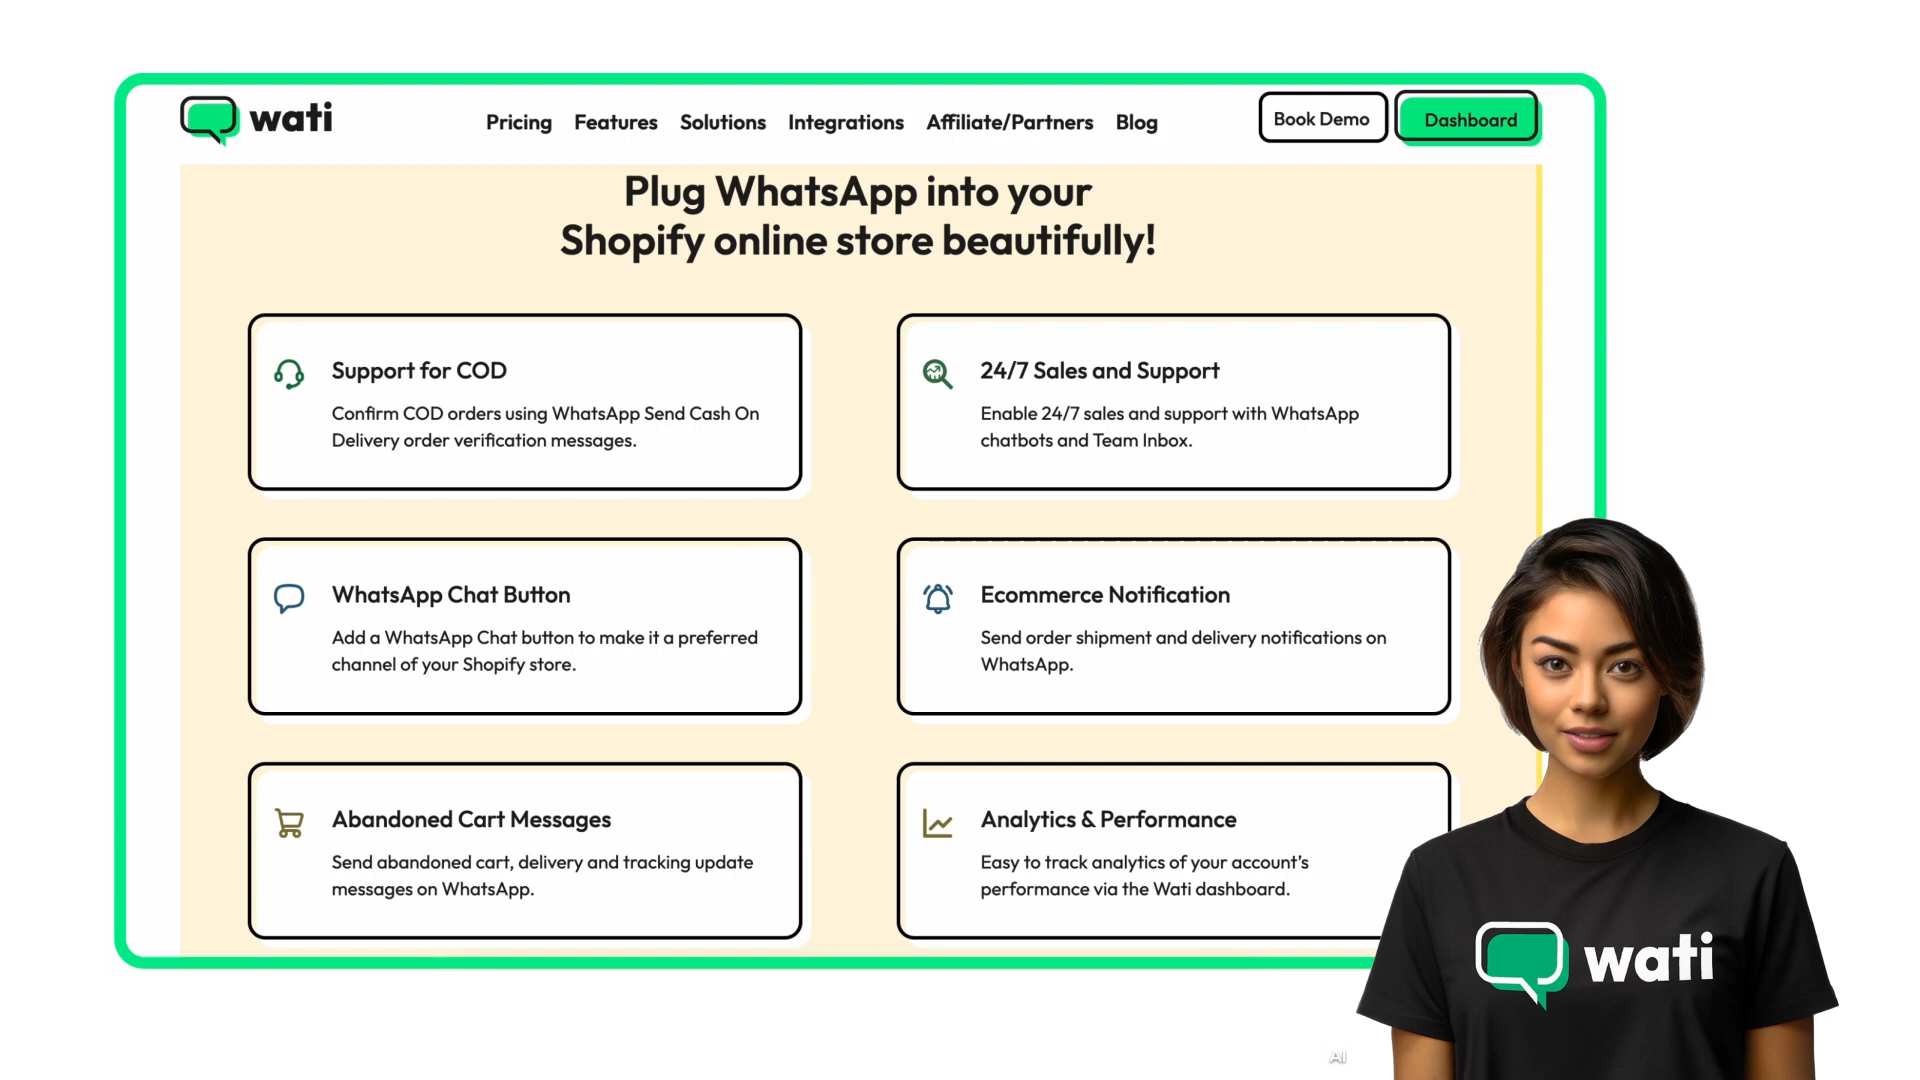 wati
Pricing Features Solutions Integrations Affiliate/Partners Blog
Book Demo
Dashboard
Plug WhatsApp into your
Shopify online store beautifully!
Support for COD
Confirm COD orders using WhatsApp Send Cash On
Delivery order verification messages.
24/7 Sales and Support
Enable 24/7 sales and support with WhatsApp
chatbots and Team Inbox.
WhatsApp Chat Button
Add a WhatsApp Chat button to make it a preferred
channel of your Shopify store.
Ecommerce Notification
Send order shipment and delivery notifications on
WhatsApp.
Abandoned Cart Messages
Send abandoned cart, delivery and tracking update
messages on WhatsApp.
Analytics & Performance
Easy to track analytics of your account’s
performance via the Wati dashboard.
wati
AI